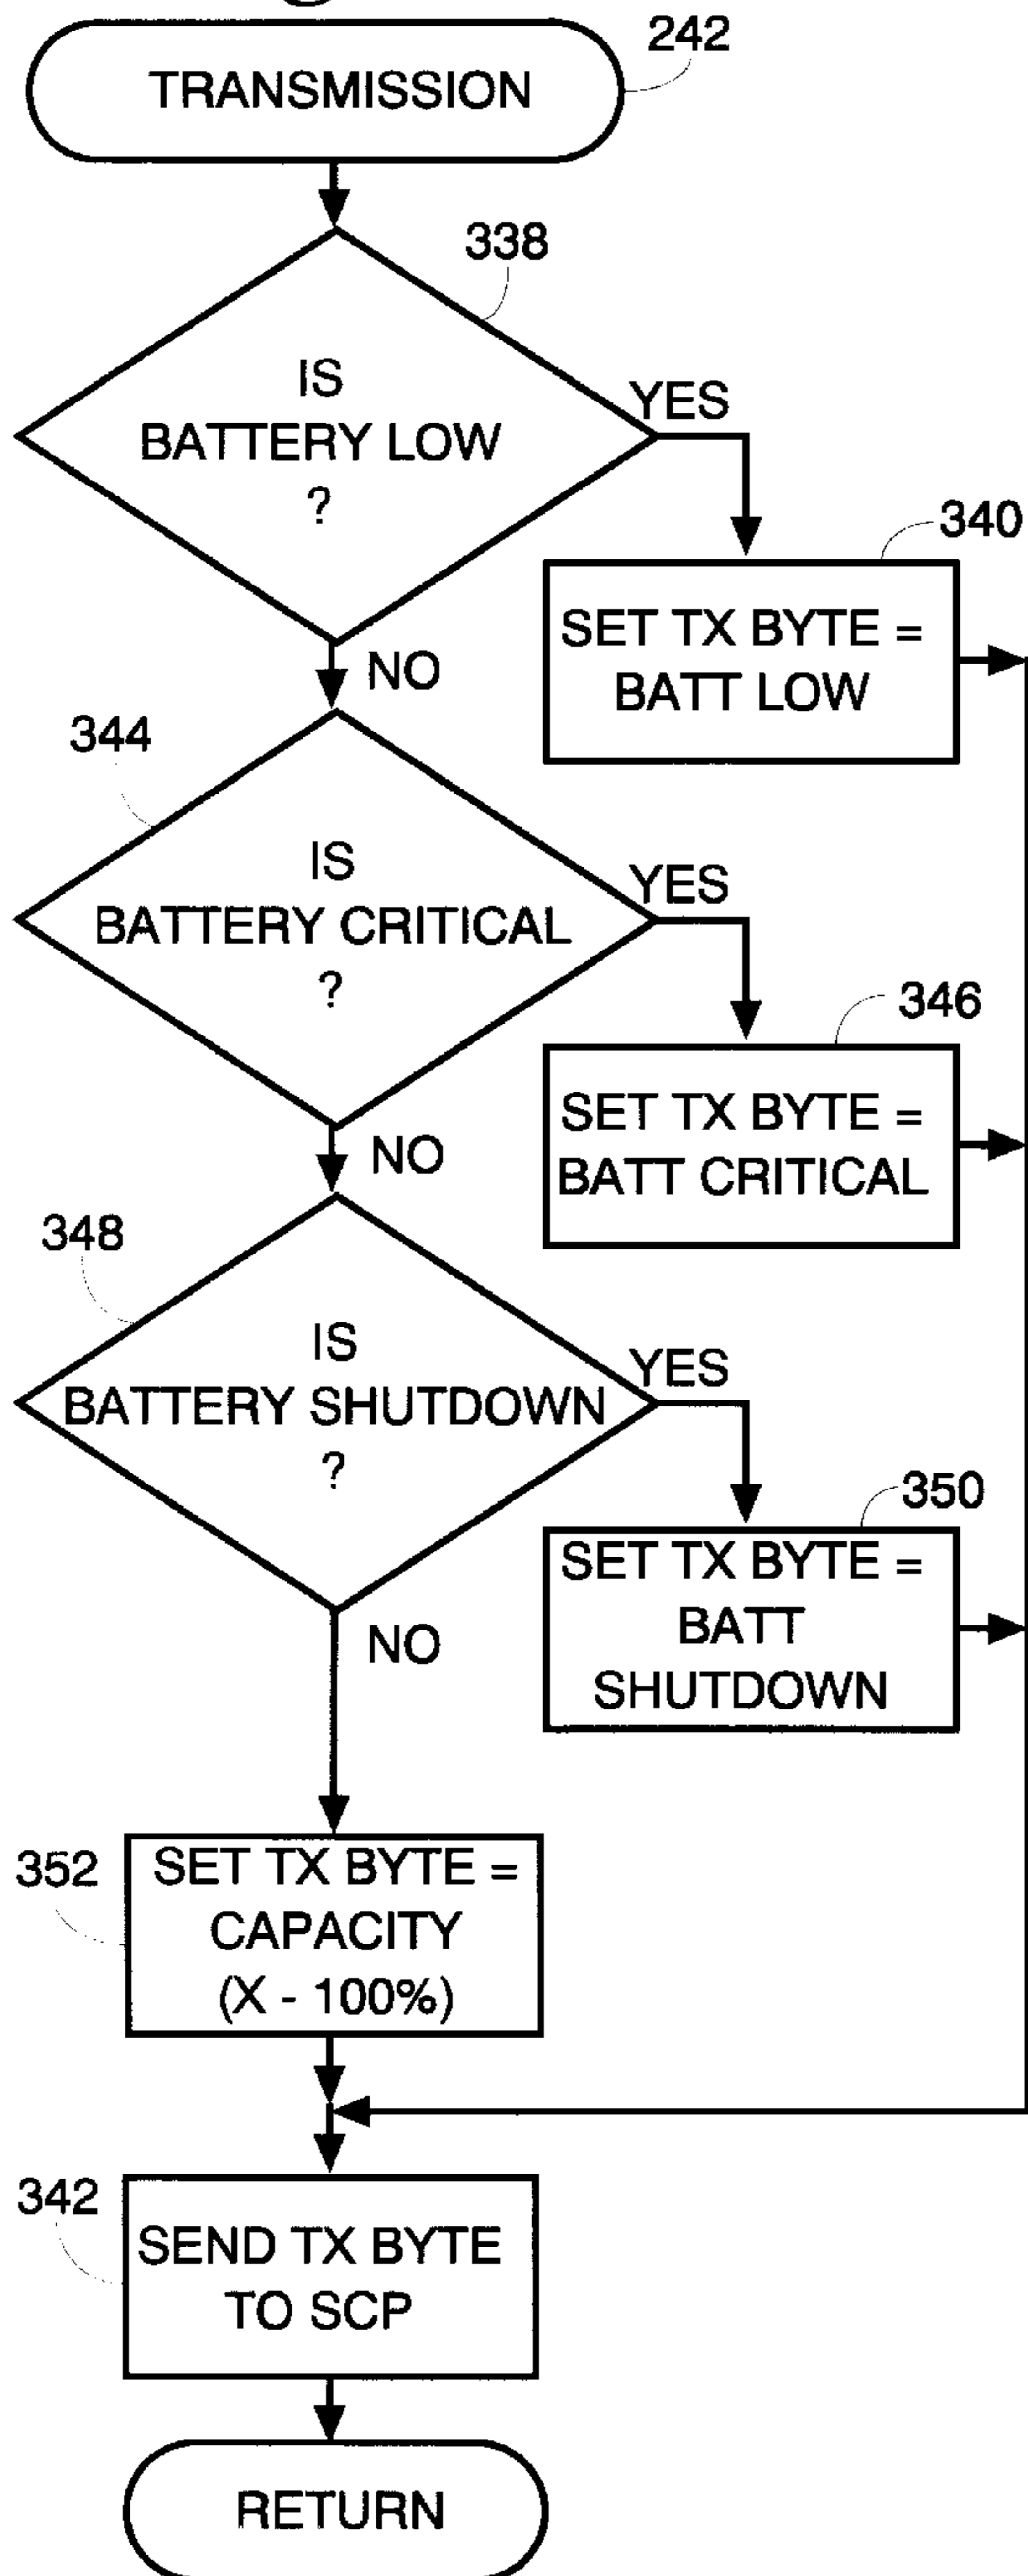 242
TRANSMISSION
338
IS
BATTERY LOW
?
YES
340
SET TX BYTE =
BATT LOW
NO
344
IS
BATTERY CRITICAL
?
YES
346
SET TX BYTE =
BATT CRITICAL
NO
348
IS
BATTERY SHUTDOWN
?
YES
350
SET TX BYTE =
BATT
SHUTDOWN
NO
352
SET TX BYTE =
CAPACITY
(X - 100%)
342
SEND TX BYTE
TO SCP
RETURN